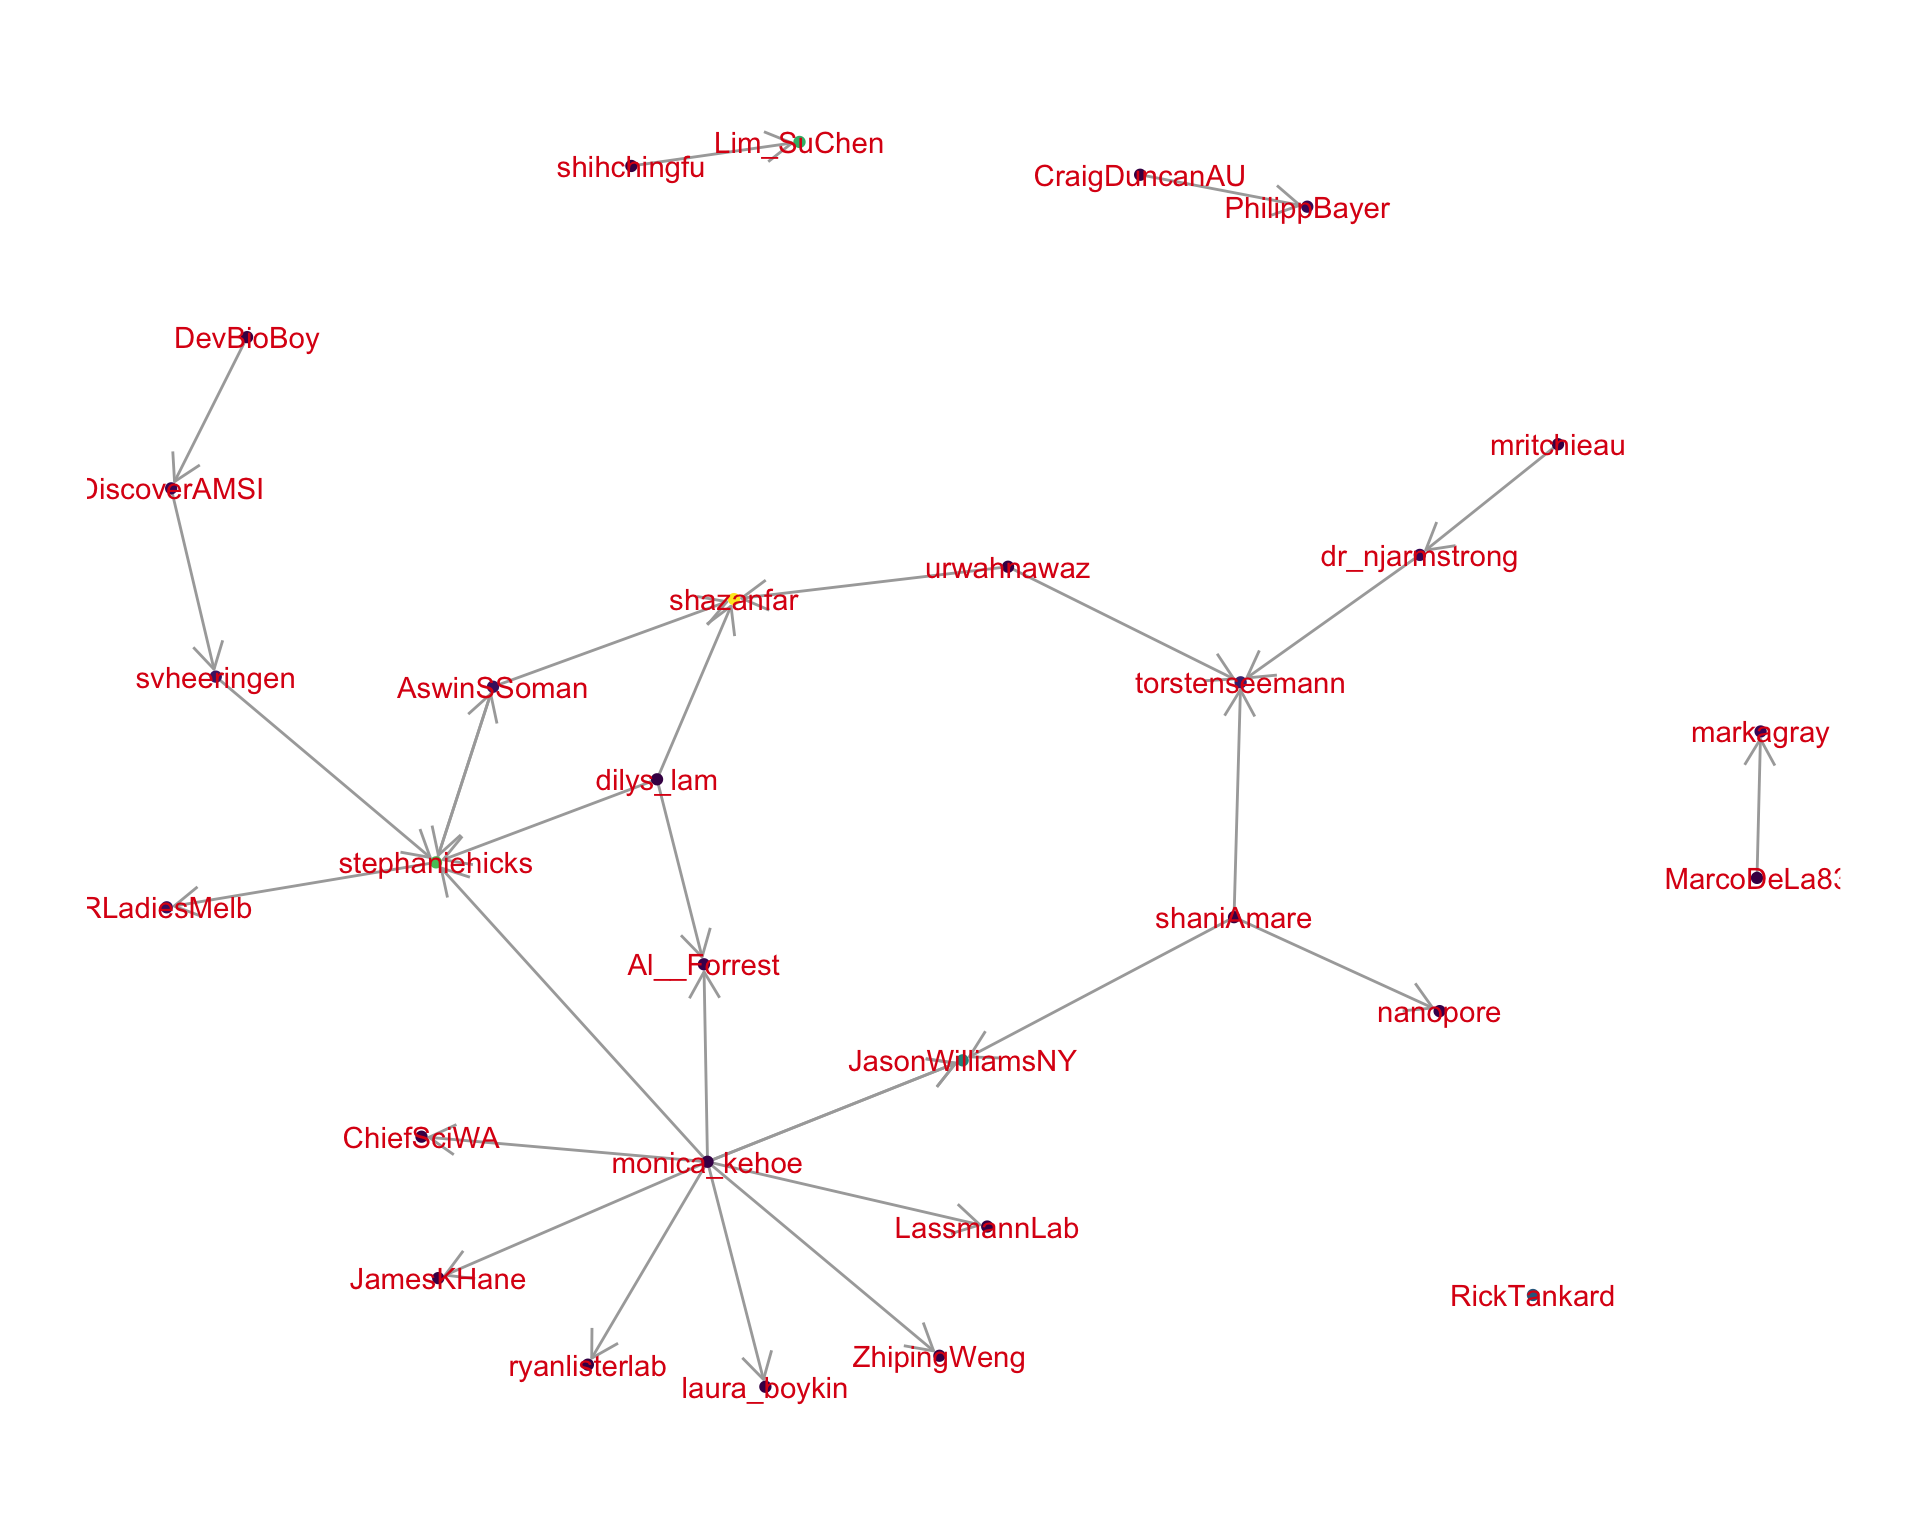 Lim_SuChen
shihchingfu
CraigDuncanAU
PhilippBayer
DevBioBoy
mritchieau
DiscoverAMSI
dr_njarmstrong
urwahnawaz
shazanfar
svheeringen
AswinSSoman
torstenseemann
markagray
dilys_lam
stephaniehicks
MarcoDeLa83
RLadiesMelb
shaniAmare
Al__Forrest
nanopore
JasonWilliamsNY
ChiefSciWA
monica_kehoe
LassmannLab
JamesKHane
RickTankard
ZhipingWeng
ryanlisterlab
laura_boykin